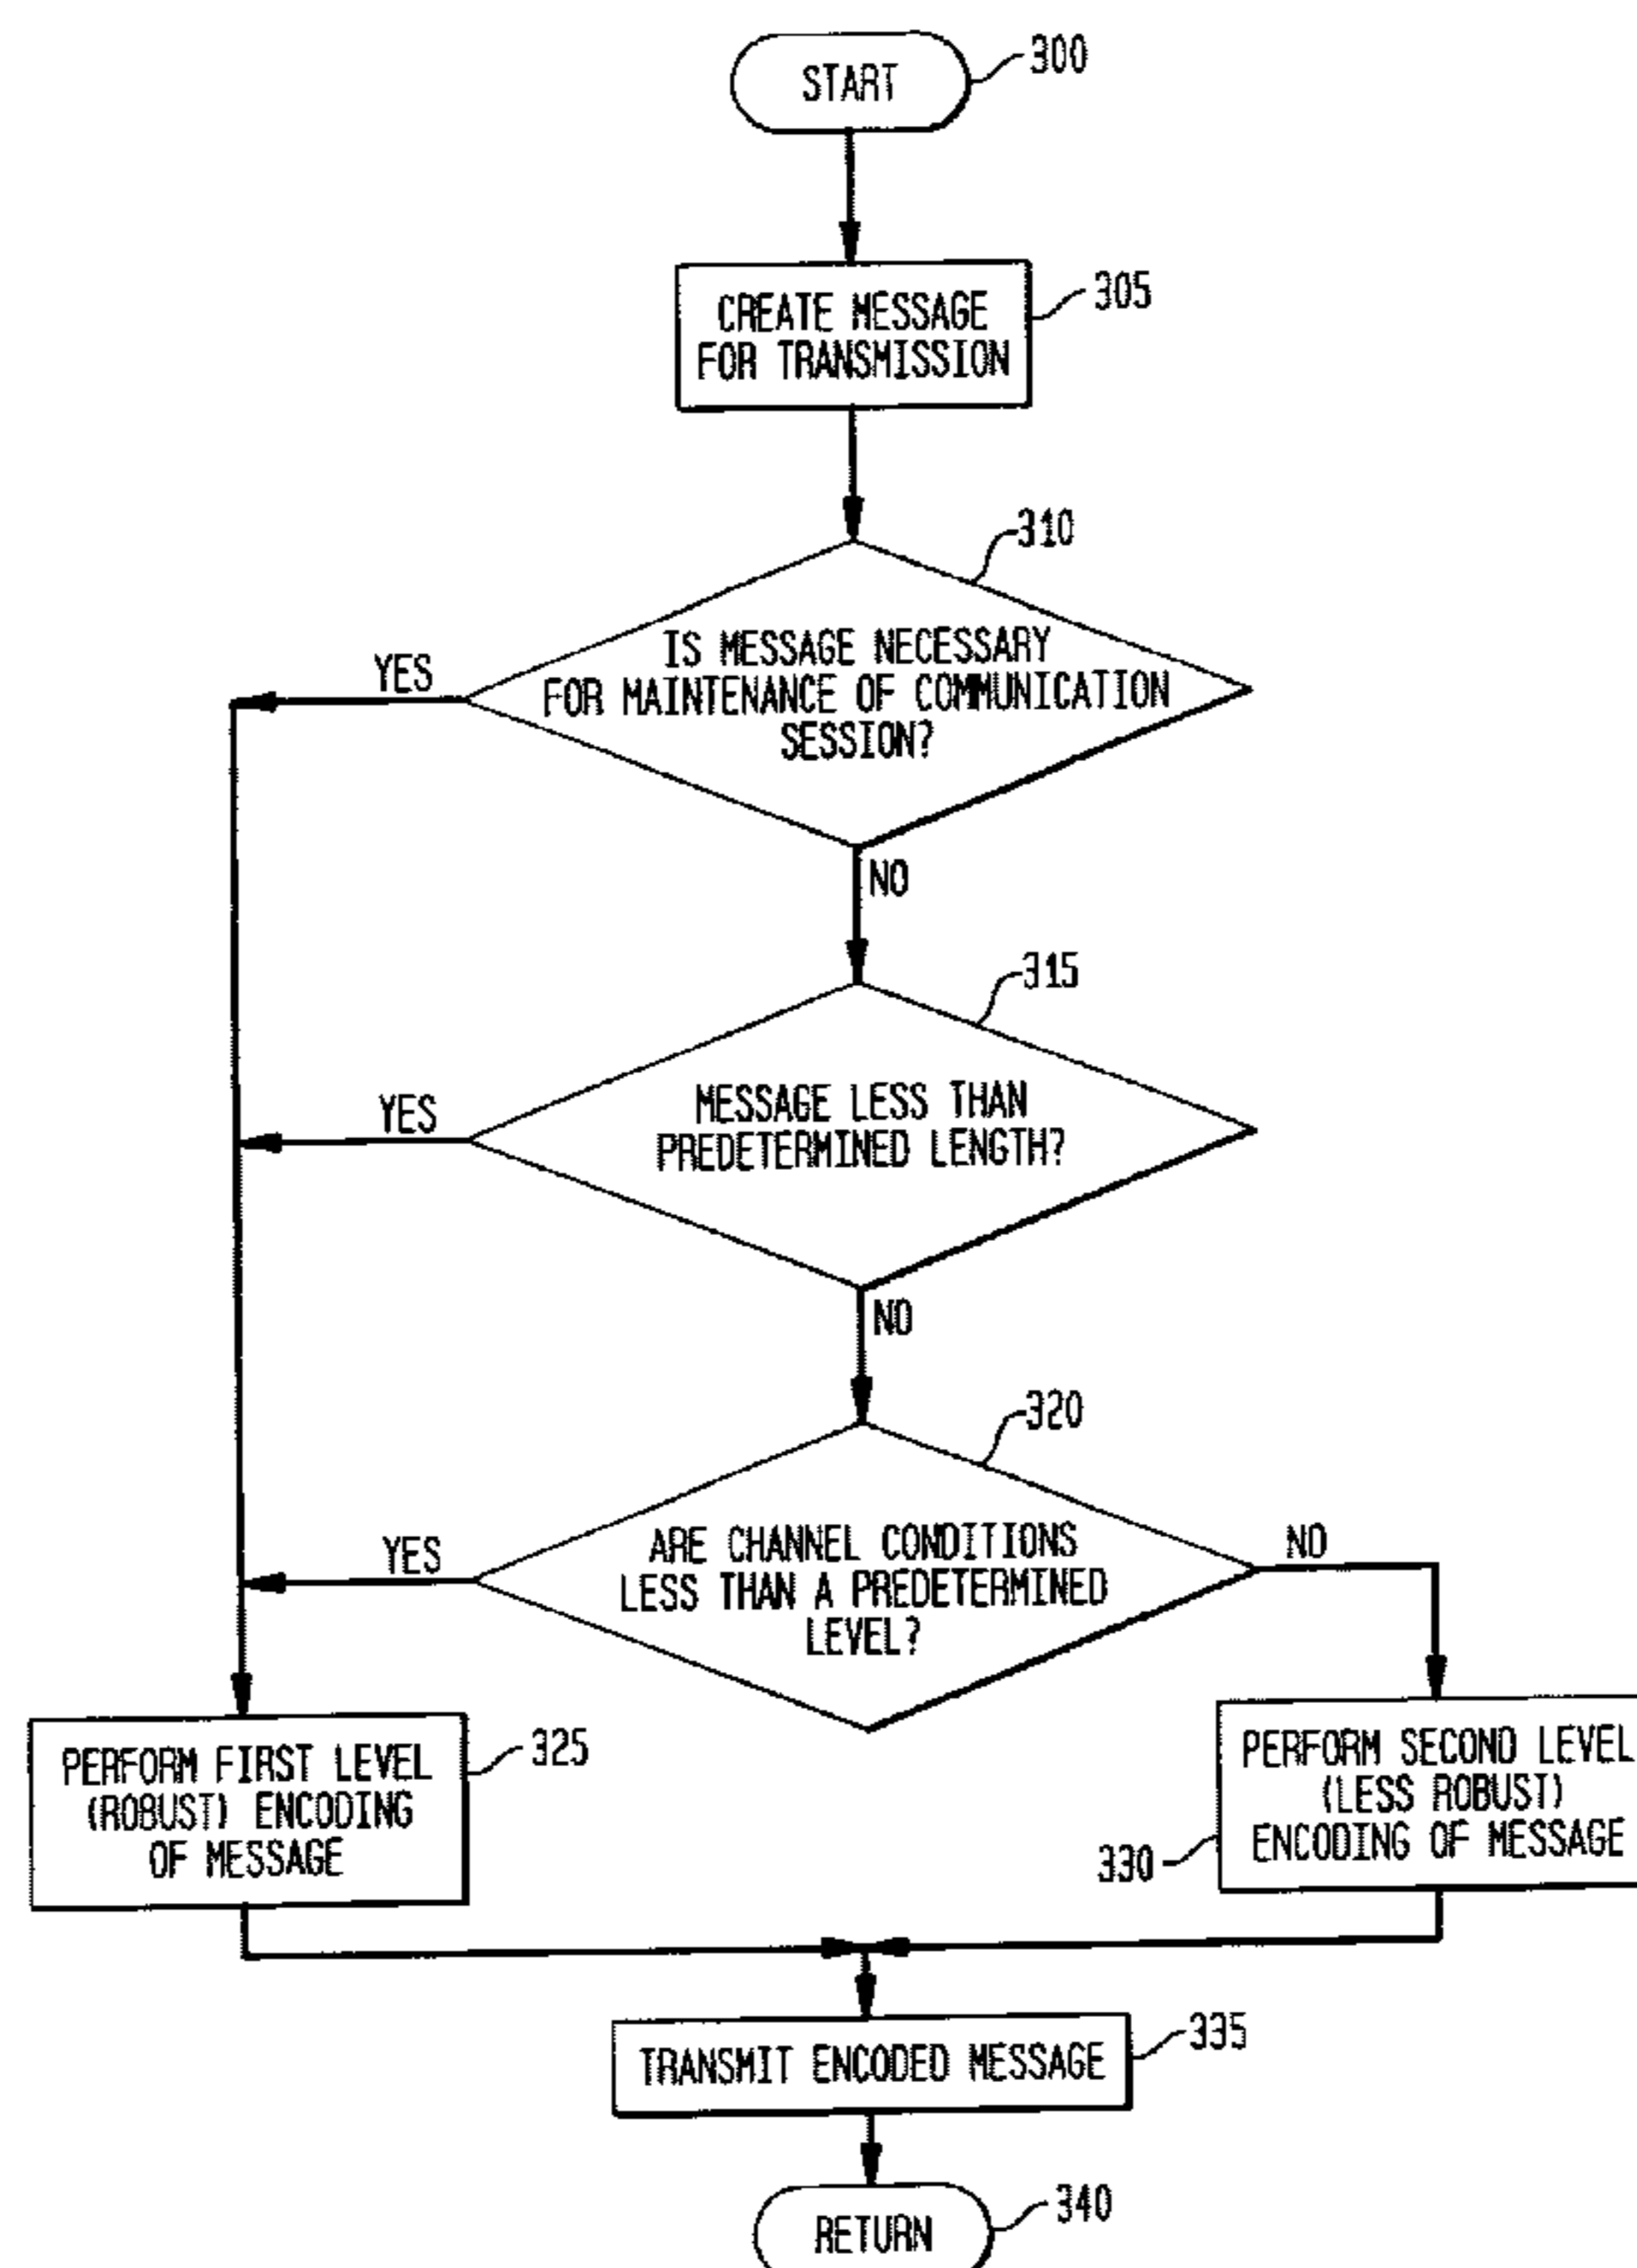 START
300
CREATE MESSAGE
FOR TRANSMISSION
305
310
IS MESSAGE NECESSARY
FOR MAINTENANCE OF COMMUNICATION
SESSION?
YES
NO
315
MESSAGE LESS THAN
PREDETERMINED LENGTH?
YES
NO
320
ARE CHANNEL CONDITIONS
LESS THAN A PREDETERMINED
LEVEL?
YES
NO
PERFORM FIRST LEVEL
(ROBUST) ENCODING
OF MESSAGE
325
PERFORM SECOND LEVEL
(LESS ROBUST)
ENCODING OF MESSAGE
330
TRANSMIT ENCODED MESSAGE
335
RETURN
340